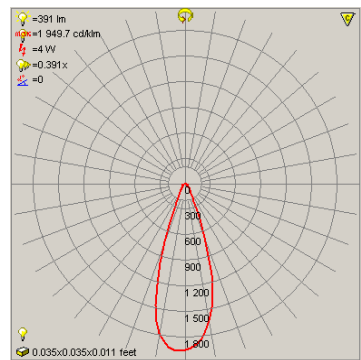 =391 lm
max=1 949.7 cd/klm
=4 W
=0.391x
=0
C
0
300
600
900
1 200
1 500
1 800
0.035x0.035x0.011 feet